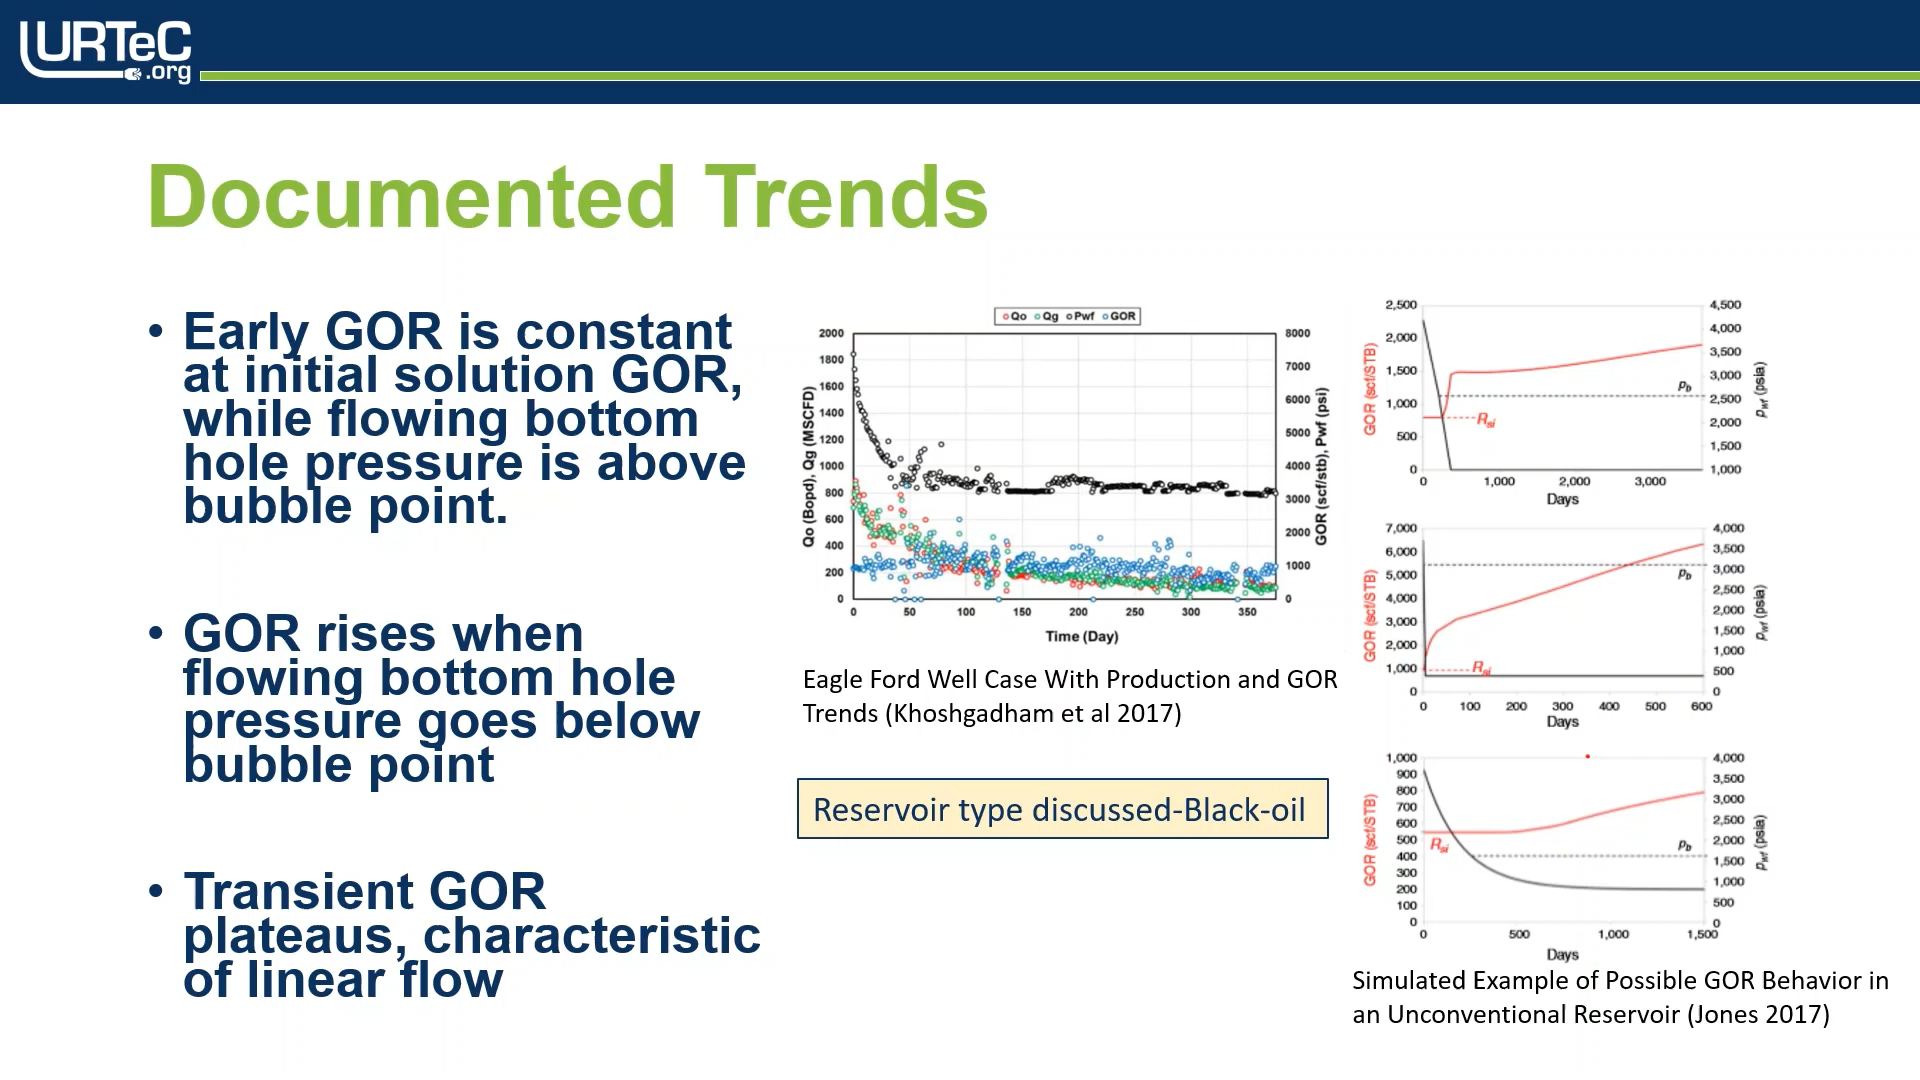 URTeC
.org
Documented Trends
• Early GOR is constant
at initial solution GOR,
while flowing bottom
hole pressure is above
bubble point.
• GOR rises when
flowing bottom hole
pressure goes below
bubble point
• Transient GOR
plateaus, characteristic
of linear flow
Qo Qg Pwf GOR
Qo (Bopd), Qg (MSCFD)
2000
1800
1600
1400
1200
1000
800
600
400
200
0
8000
7000
6000
5000
4000
3000
2000
1000
0
GOR (scf/stb), Pwf (psi)
0 50 100 150 200 250 300 350
Time (Day)
Eagle Ford Well Case With Production and GOR
Trends (Khoshgadham et al 2017)
Reservoir type discussed-Black-oil
GOR (scf/STB)
2,500
2,000
1,500
1,000
500
0
4,500
4,000
3,500
3,000
2,500
2,000
1,500
1,000
pwf (psia)
pb
Rsi
0 1,000 2,000 3,000
Days
GOR (scf/STB)
7,000
6,000
5,000
4,000
3,000
2,000
1,000
0
4,000
3,500
3,000
2,500
2,000
1,500
1,000
500
0
pwf (psia)
pb
Rsi
0 100 200 300 400 500 600
Days
GOR (scf/STB)
1,000
900
800
700
600
500
400
300
200
100
0
4,000
3,500
3,000
2,500
2,000
1,500
1,000
500
0
pwf (psia)
Rsi
pb
0 500 1,000 1,500
Days
Simulated Example of Possible GOR Behavior in
an Unconventional Reservoir (Jones 2017)